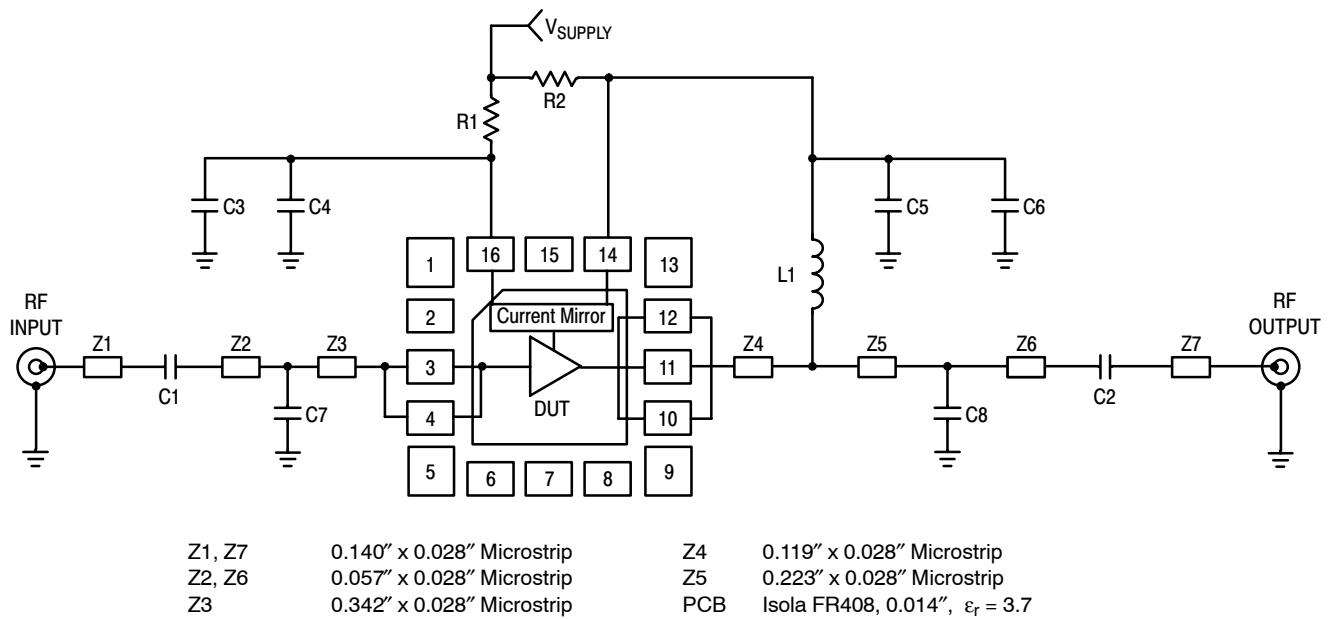 VSUPPLY
R2
R1
C3
C4
C5
C6
L1
1
16
15
14
13
2
Current Mirror
12
RF
INPUT
RF
OUTPUT
Z1
Z2
Z3
3
11
Z4
Z5
Z6
Z7
C1
C7
4
DUT
10
C8
C2
5
6
7
8
9
Z1, Z7 0.140″ x 0.028″ Microstrip
Z2, Z6 0.057″ x 0.028″ Microstrip
Z3 0.342″ x 0.028″ Microstrip
Z4 0.119″ x 0.028″ Microstrip
Z5 0.223″ x 0.028″ Microstrip
PCB Isola FR408, 0.014″, εr = 3.7